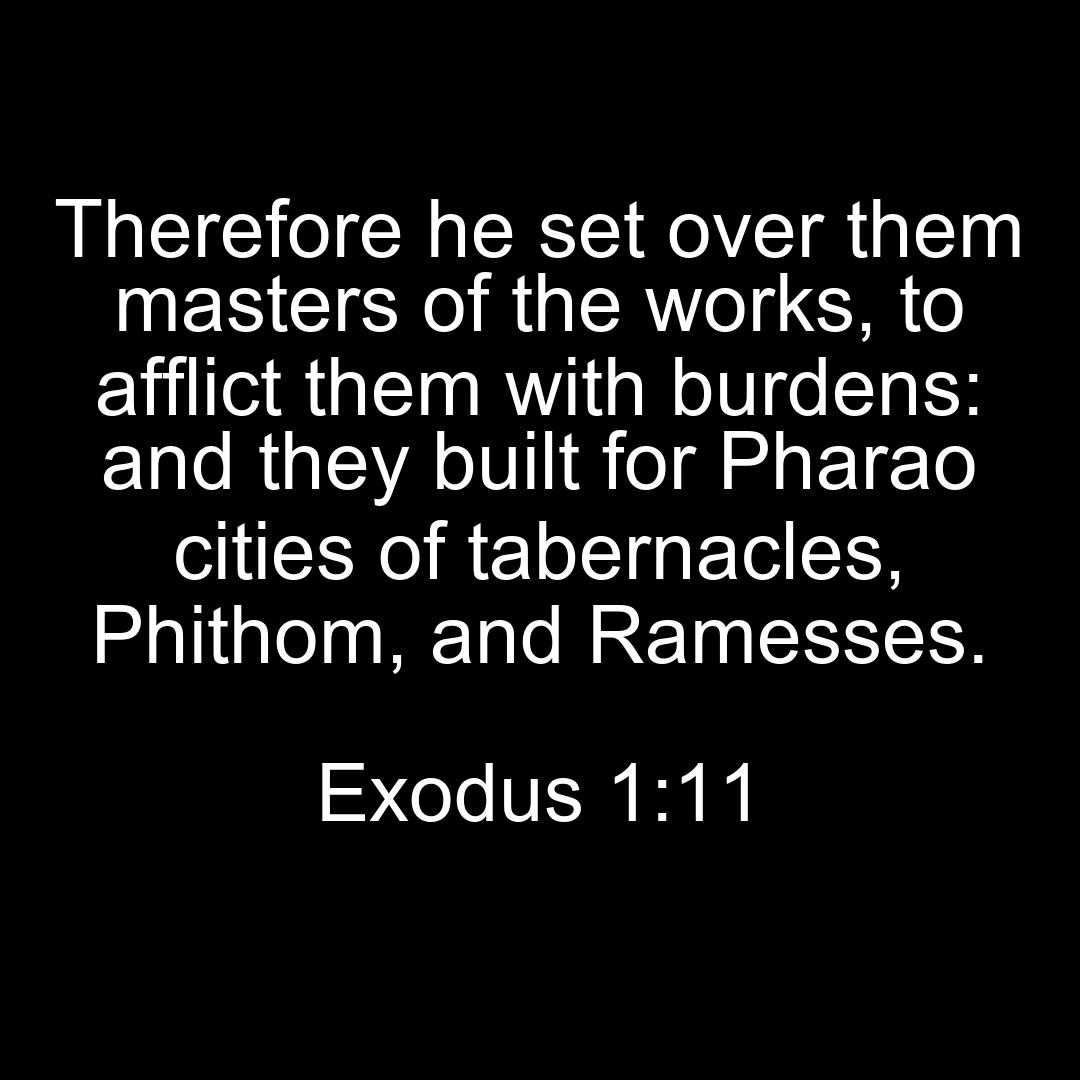 Therefore he set over them
masters of the works, to
afflict them with burdens:
and they built for Pharao
cities of tabernacles,
Phithom, and Ramesses.
Exodus 1:11